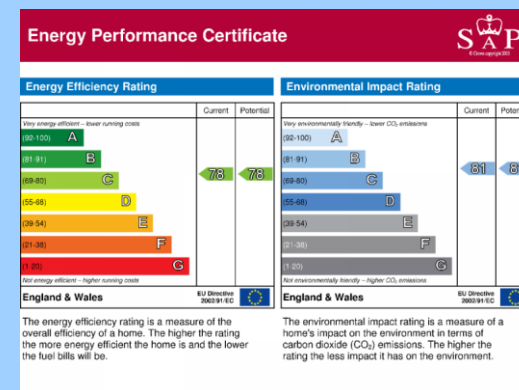 Energy Performance Certificate
SAP
© Crown copyright 2001
Energy Efficiency Rating
Current Potential
Very energy efficient – lower running costs
(92-100) A
(81-91) B
(69-80) C
78 78
(55-68) D
(39-54) E
(21-38) F
(1-20) G
Not energy efficient – higher running costs
England & Wales
EU Directive
2002/91/EC
The energy efficiency rating is a measure of the
overall efficiency of a home. The higher the rating
the more energy efficient the home is and the lower
the fuel bills will be.
Environmental Impact Rating
Current Poten
Very environmentally friendly – lower CO₂ emissions
(92-100) A
(81-91) B
81 8
(69-80) C
(55-68) D
(39-54) E
(21-38) F
(1-20) G
Not environmentally friendly – higher CO₂ emissions
England & Wales
EU Directive
2002/91/EC
The environmental impact rating is a measure of a
home's impact on the environment in terms of
carbon dioxide (CO₂) emissions. The higher the
rating the less impact it has on the environment.